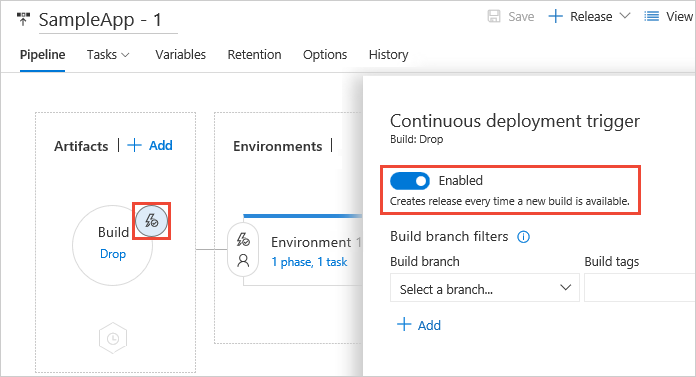 SampleApp - 1
Save
Release
View
Pipeline
Tasks
Variables
Retention
Options
History
Artifacts
Add
Environments
Build
Drop
Environment 1
1 phase, 1 task
Continuous deployment trigger
Build: Drop
Enabled
Creates release every time a new build is available.
Build branch filters
Build branch
Build tags
Select a branch...
Add